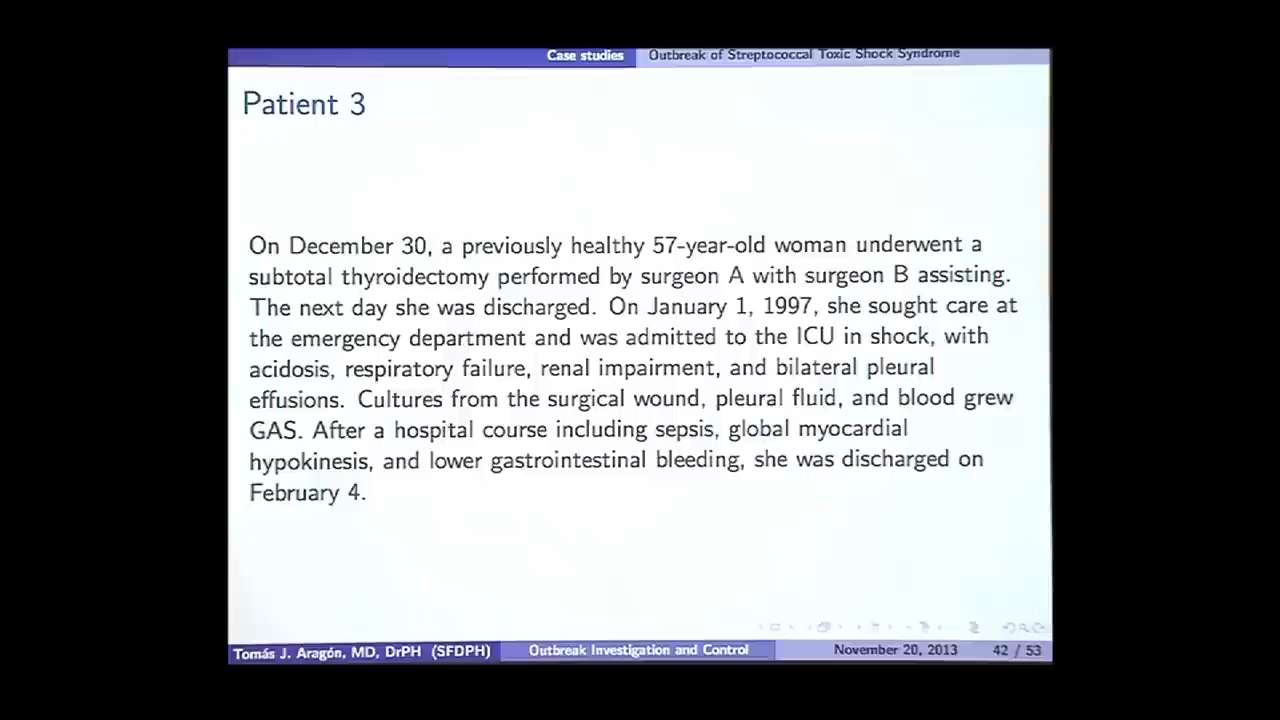 Case studies Outbreak of Streptococcal Toxic Shock Syndrome
Patient 3
On December 30, a previously healthy 57-year-old woman underwent a
subtotal thyroidectomy performed by surgeon A with surgeon B assisting.
The next day she was discharged. On January 1, 1997, she sought care at
the emergency department and was admitted to the ICU in shock, with
acidosis, respiratory failure, renal impairment, and bilateral pleural
effusions. Cultures from the surgical wound, pleural fluid, and blood grew
GAS. After a hospital course including sepsis, global myocardial
hypokinesis, and lower gastrointestinal bleeding, she was discharged on
February 4.
Tomás J. Aragón, MD, DrPH (SFDPH) Outbreak Investigation and Control November 20, 2013 42 / 53